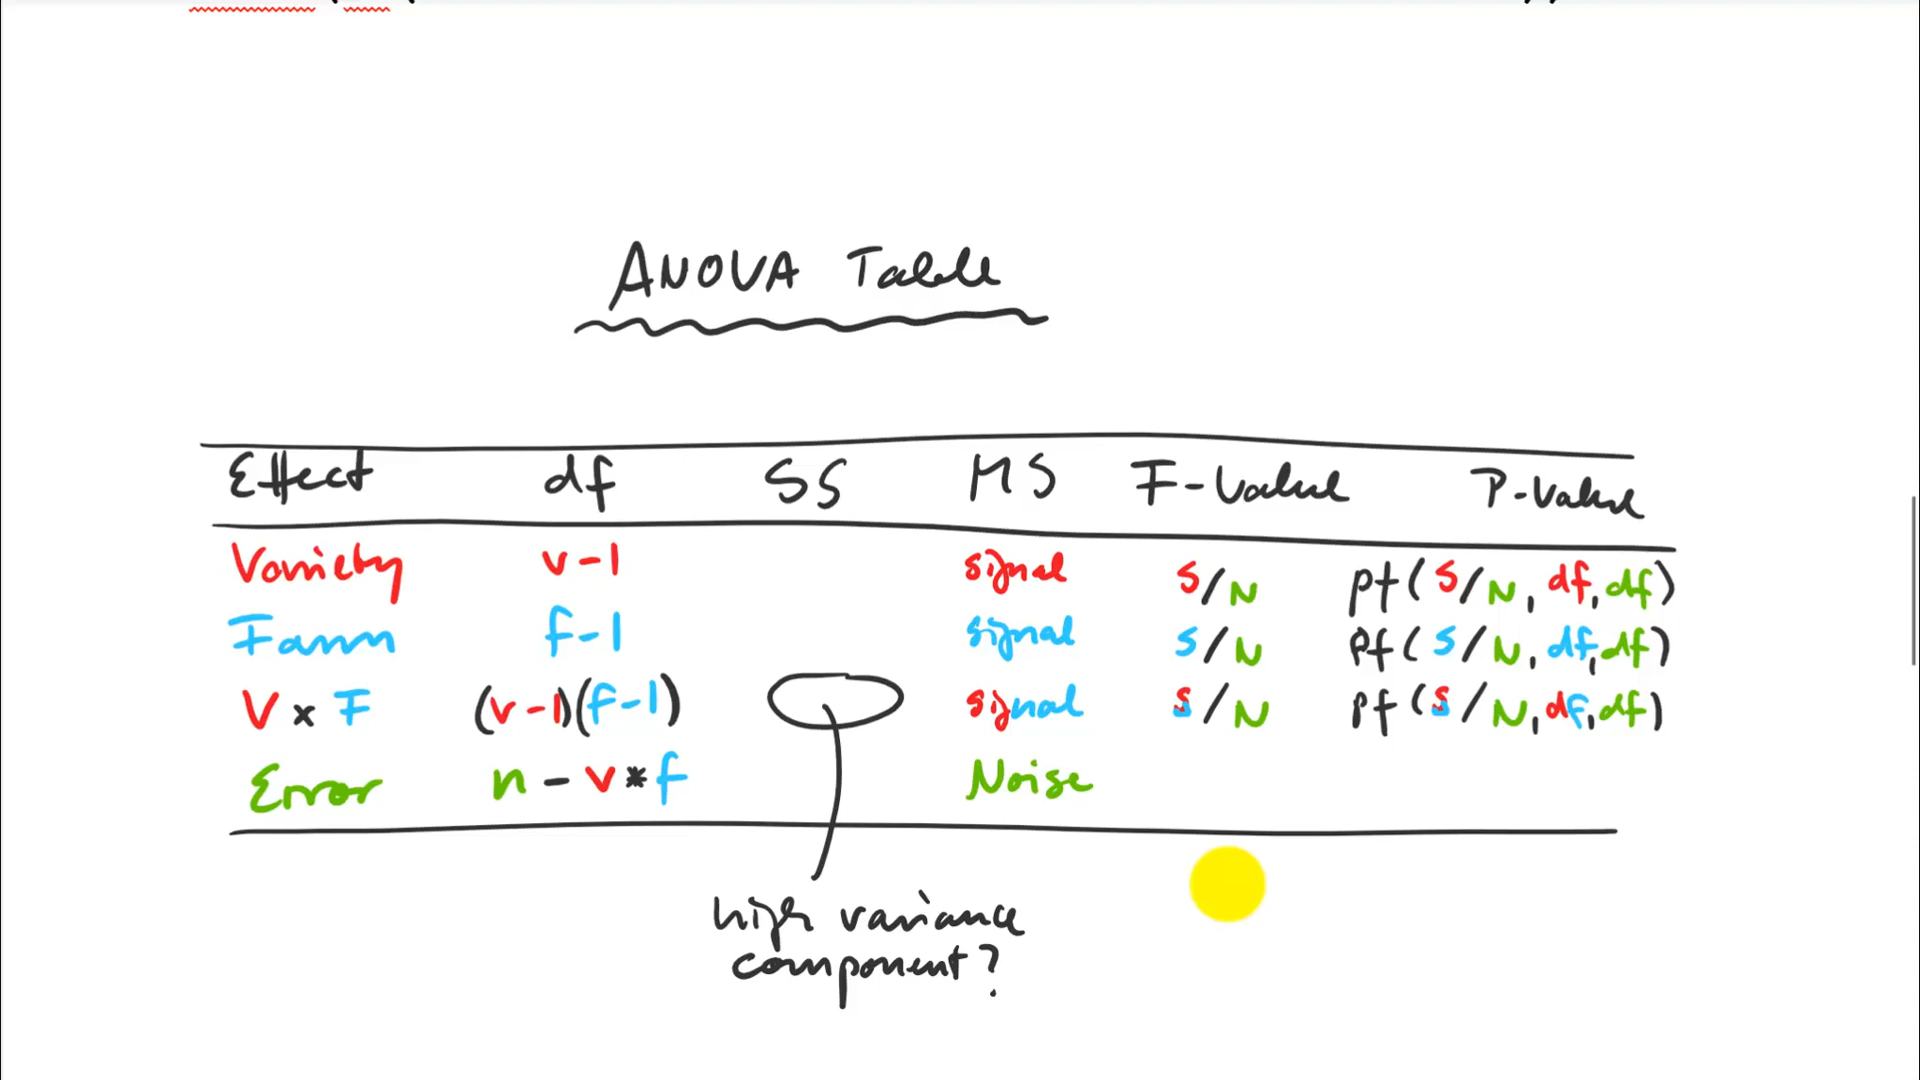 ANOVA Table
Effect df SS MS F-Value P-Value
Variety v-1 signal S/N pf(S/N, df, df)
Farm f-1 signal S/N pf(S/N, df, df)
V x F (v-1)(f-1) signal S/N pf(S/N, df, df)
Error n - v * f Noise
high variance
component?